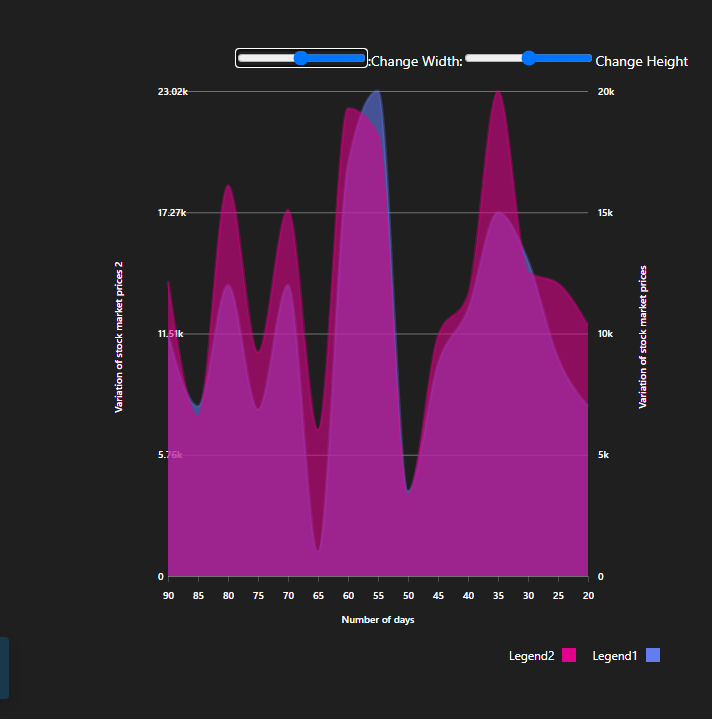 :Change Width: Change Height
23.02k 20k
17.27k 15k
11.51k 10k
5.76k 5k
0 0
Variation of stock market prices 2
Variation of stock market prices
90 85 80 75 70 65 60 55 50 45 40 35 30 25 20
Number of days
Legend2 Legend1